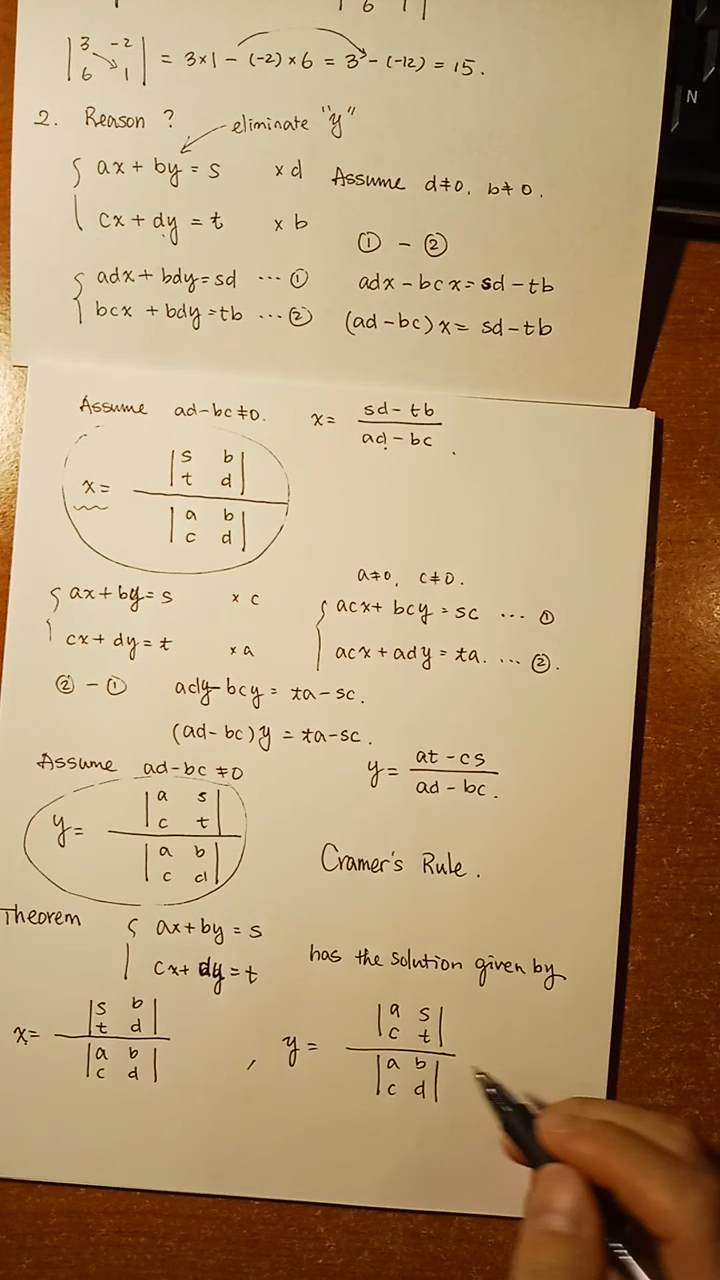 6 1
|3 -2; 6 1| = 3×1 - (-2)×6 = 3 - (-12) = 15.
2. Reason ? eliminate "y"
{ ax + by = s × d Assume d≠0, b≠0.
cx + dy = t × b
① - ②
{ adx + bdy = sd ... ① adx - bcx = sd - tb
bcx + bdy = tb ... ② (ad-bc)x = sd-tb
N
Assume ad-bc≠0. x = (sd-tb)/(ad-bc).
x = |s b; t d| / |a b; c d|
a≠0, c≠0.
{ ax+by=s × c { acx + bcy = sc ... ①
cx+dy=t × a acx + ady = ta. ... ②.
② - ① ady-bcy = ta-sc.
(ad-bc)y = ta-sc.
Assume ad-bc≠0 y = (at-cs)/(ad-bc).
y = |a s; c t| / |a b; c d|
Cramer's Rule.
Theorem { ax+by=s
cx+dy=t has the solution given by
x = |s b; t d| / |a b; c d| , y = |a s; c t| / |a b; c d|